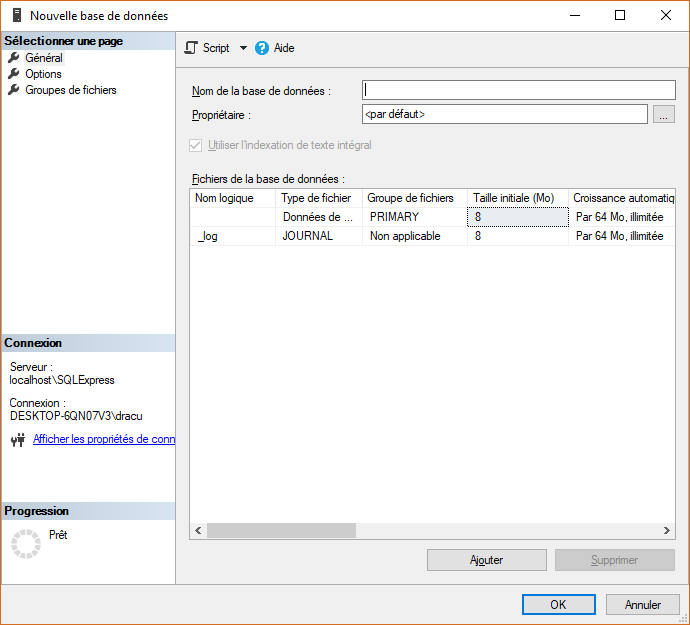 Nouvelle base de données
Sélectionner une page
Général
Options
Groupes de fichiers
Script
Aide
Nom de la base de données :
Propriétaire :
<par défaut>
...
Utiliser l'indexation de texte intégral
Fichiers de la base de données :
Nom logique Type de fichier Groupe de fichiers Taille initiale (Mo) Croissance automatiq
Données de ... PRIMARY 8 Par 64 Mo, illimitée
_log JOURNAL Non applicable 8 Par 64 Mo, illimitée
Connexion
Serveur :
localhost\SQLExpress
Connexion :
DESKTOP-6QN07V3\dracu
Afficher les propriétés de conn
Progression
Prêt
Ajouter
Supprimer
OK
Annuler